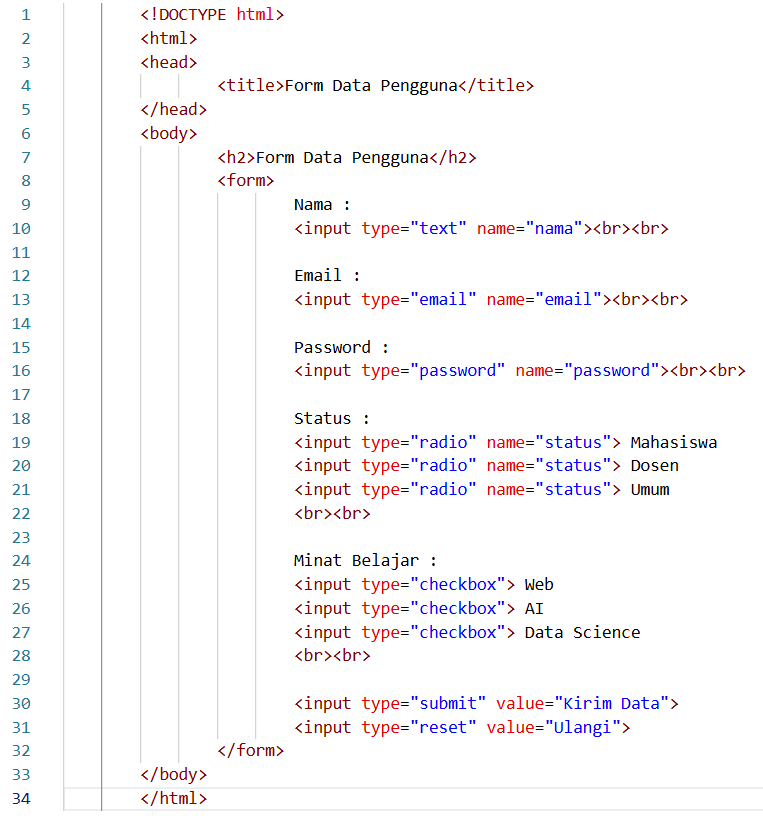 1 <!DOCTYPE html>
2 <html>
3 <head>
4 <title>Form Data Pengguna</title>
5 </head>
6 <body>
7 <h2>Form Data Pengguna</h2>
8 <form>
9 Nama :
10 <input type="text" name="nama"><br><br>
11
12 Email :
13 <input type="email" name="email"><br><br>
14
15 Password :
16 <input type="password" name="password"><br><br>
17
18 Status :
19 <input type="radio" name="status"> Mahasiswa
20 <input type="radio" name="status"> Dosen
21 <input type="radio" name="status"> Umum
22 <br><br>
23
24 Minat Belajar :
25 <input type="checkbox"> Web
26 <input type="checkbox"> AI
27 <input type="checkbox"> Data Science
28 <br><br>
29
30 <input type="submit" value="Kirim Data">
31 <input type="reset" value="Ulangi">
32 </form>
33 </body>
34 </html>